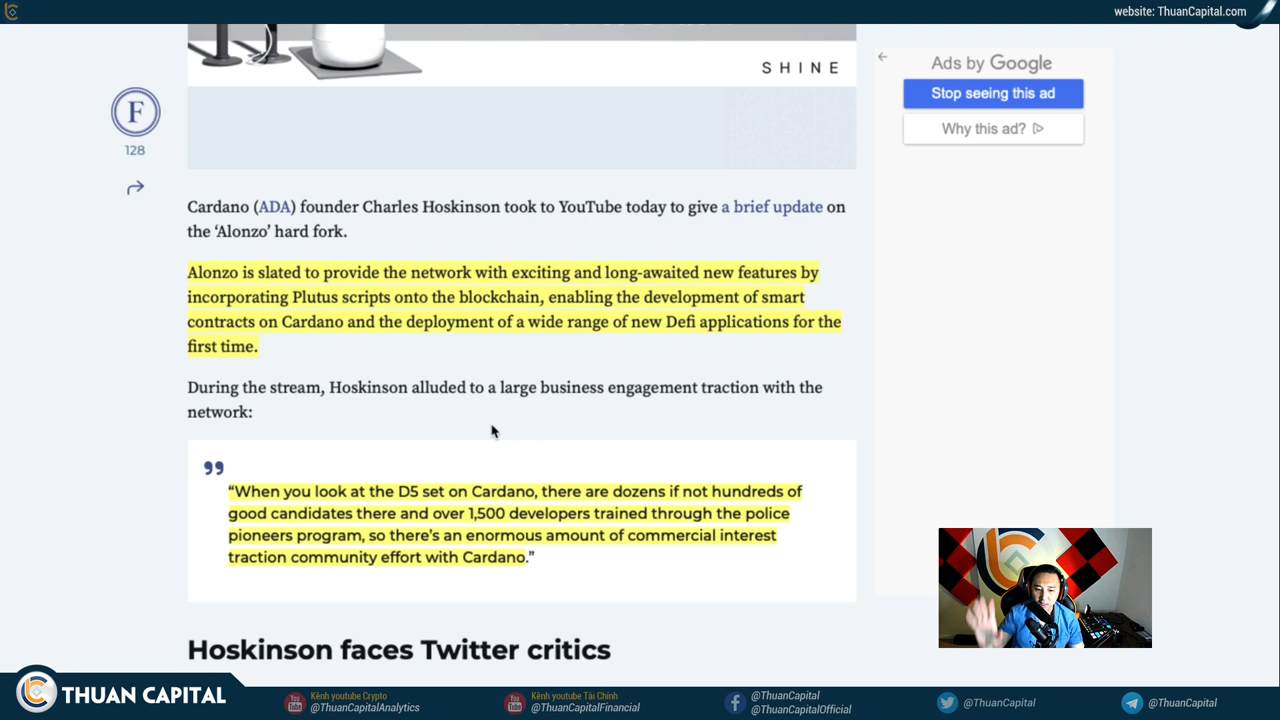 website: ThuanCapital.com
SHINE
Ads by Google
Stop seeing this ad
Why this ad?
F
128
Cardano (ADA) founder Charles Hoskinson took to YouTube today to give a brief update on
the ‘Alonzo’ hard fork.
Alonzo is slated to provide the network with exciting and long-awaited new features by
incorporating Plutus scripts onto the blockchain, enabling the development of smart
contracts on Cardano and the deployment of a wide range of new Defi applications for the
first time.
During the stream, Hoskinson alluded to a large business engagement traction with the
network:
”
“When you look at the D5 set on Cardano, there are dozens if not hundreds of
good candidates there and over 1,500 developers trained through the police
pioneers program, so there’s an enormous amount of commercial interest
traction community effort with Cardano.”
Hoskinson faces Twitter critics
THUAN CAPITAL
You Tube
Kênh youtube Crypto
@ThuanCapitalAnalytics
You Tube
Kênh youtube Tài Chính
@ThuanCapitalFinancial
@ThuanCapital
@ThuanCapitalOfficial
@ThuanCapital
@ThuanCapital